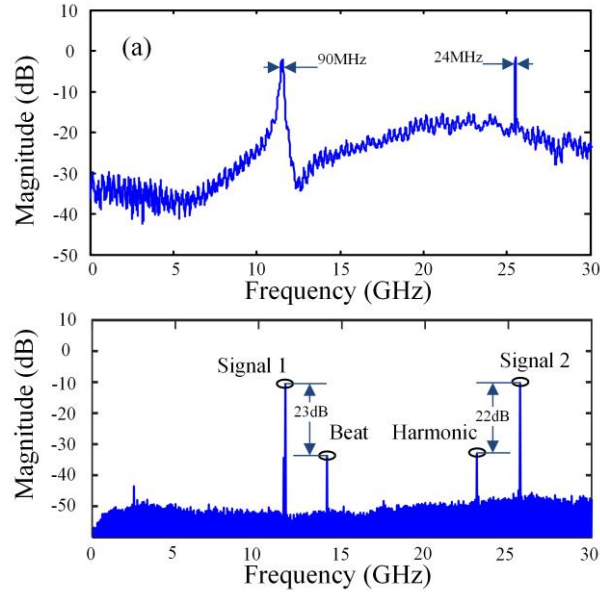 10
0
-10
-20
-30
-40
-50
Magnitude (dB)
(a)
90MHz
24MHz
0 5 10 15 20 25 30
Frequency (GHz)
10
0
-10
-20
-30
-40
-50
Magnitude (dB)
Signal 1
Signal 2
23dB
22dB
Beat
Harmonic
0 5 10 15 20 25 30
Frequency (GHz)